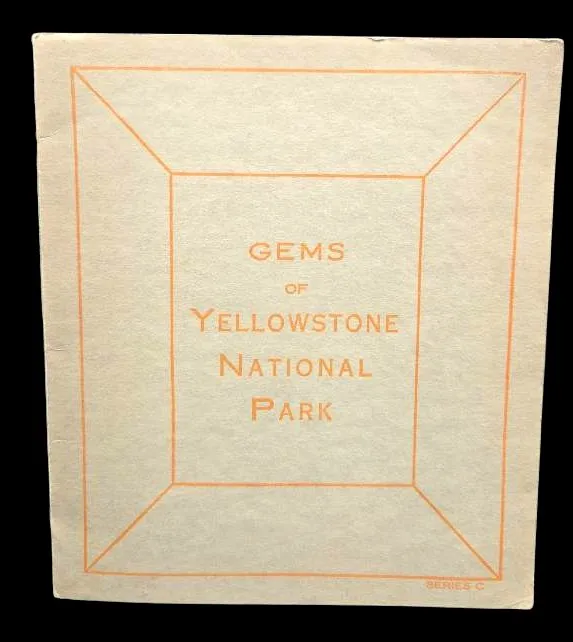 GEMS
OF
YELLOWSTONE
NATIONAL
PARK
SERIES C